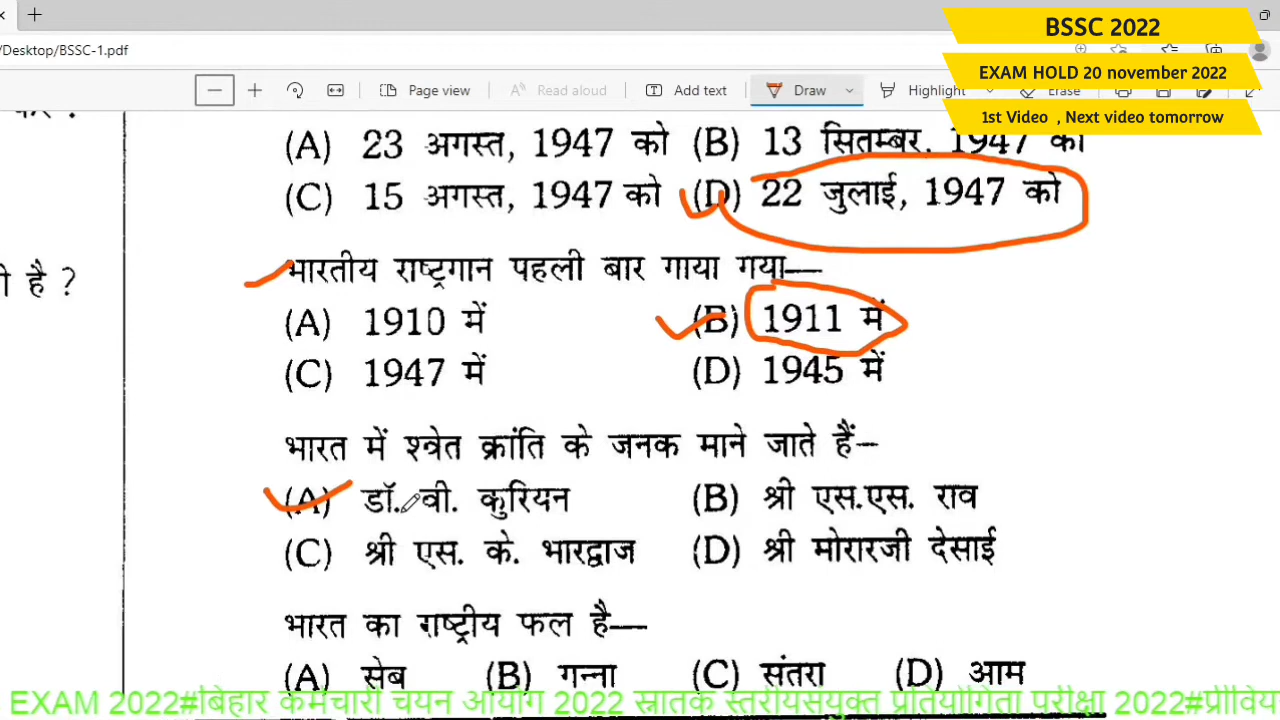 BSSC 2022
/Desktop/BSSC-1.pdf
EXAM HOLD 20 november 2022
Page view
Read aloud
Add text
Draw
Highlight
Erase
1st Video , Next video tomorrow
(A) 23 अगस्त, 1947 को (B) 13 सितम्बर, 1947 को
(C) 15 अगस्त, 1947 को (D) 22 जुलाई, 1947 को
भारतीय राष्ट्रगान पहली बार गाया गया—
ी है ?
(A) 1910 में (B) 1911 में
(C) 1947 में (D) 1945 में
भारत में श्वेत क्रांति के जनक माने जाते हैं–
(A) डॉ. वी. कुरियन (B) श्री एस.एस. राव
(C) श्री एस. के. भारद्वाज (D) श्री मोरारजी देसाई
भारत का राष्ट्रीय फल है—
(A) सेब (B) गन्ना (C) संतरा (D) आम
EXAM 2022#बिहार कर्मचारी चयन आयोग 2022 स्नातक स्तरीयसंयुक्त प्रतियोगिता परीक्षा 2022#प्रीविय